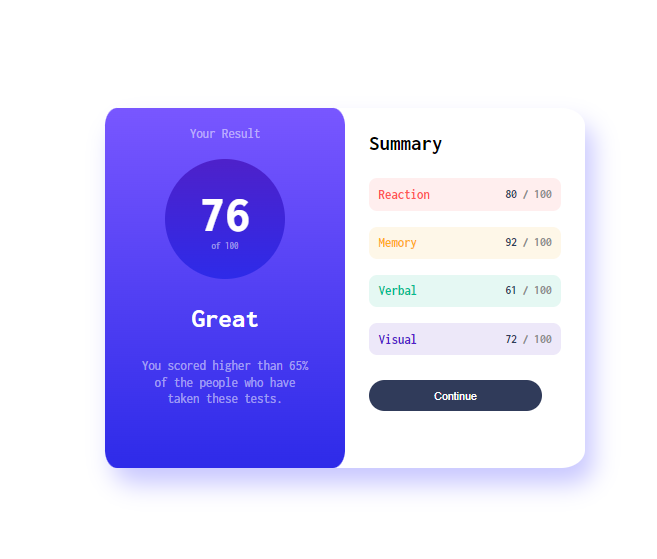 Your Result
76
of 100
Great
You scored higher than 65%
of the people who have
taken these tests.
Summary
Reaction 80 / 100
Memory 92 / 100
Verbal 61 / 100
Visual 72 / 100
Continue